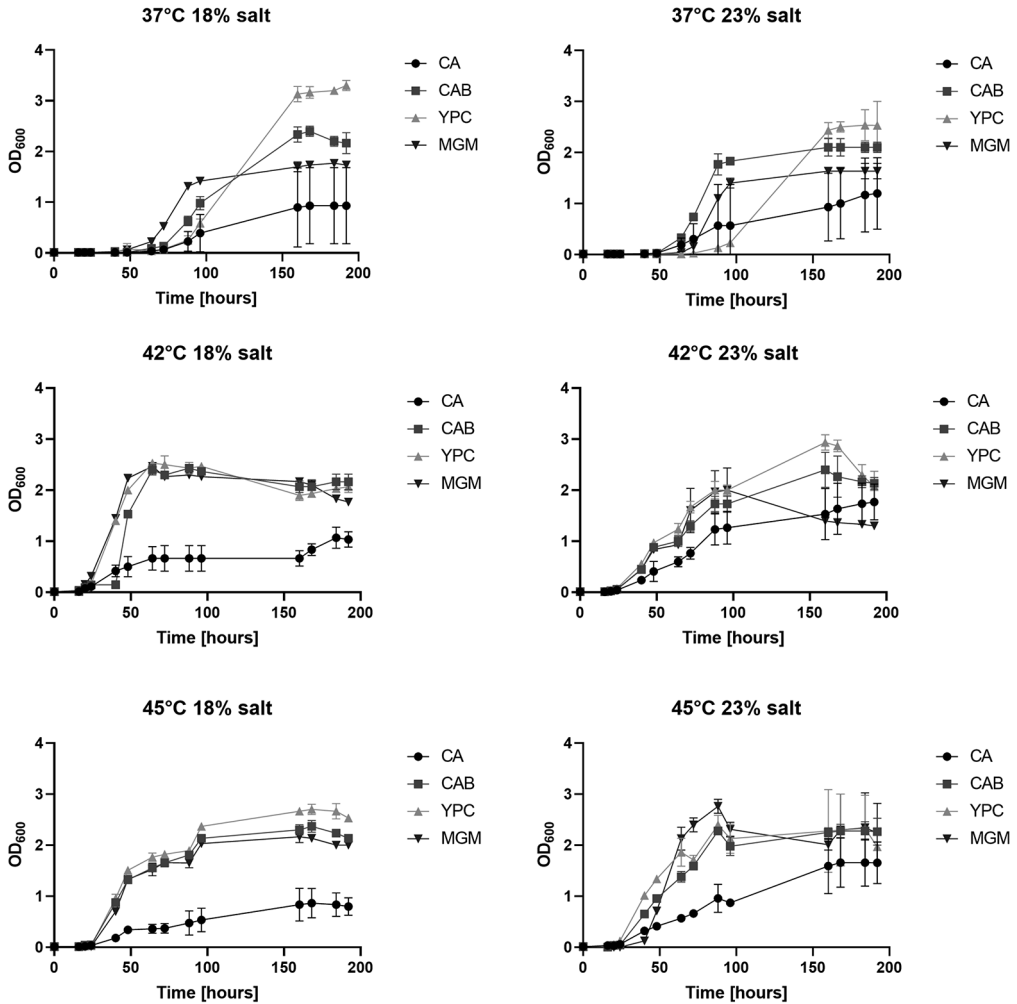 37°C 18% salt
4
3
2
1
0
OD600
0 50 100 150 200
Time [hours]
CA
CAB
YPC
MGM
37°C 23% salt
4
3
2
1
0
OD600
0 50 100 150 200
Time [hours]
CA
CAB
YPC
MGM
42°C 18% salt
4
3
2
1
0
OD600
0 50 100 150 200
Time [hours]
CA
CAB
YPC
MGM
42°C 23% salt
4
3
2
1
0
OD600
0 50 100 150 200
Time [hours]
CA
CAB
YPC
MGM
45°C 18% salt
4
3
2
1
0
OD600
0 50 100 150 200
Time [hours]
CA
CAB
YPC
MGM
45°C 23% salt
4
3
2
1
0
OD600
0 50 100 150 200
Time [hours]
CA
CAB
YPC
MGM